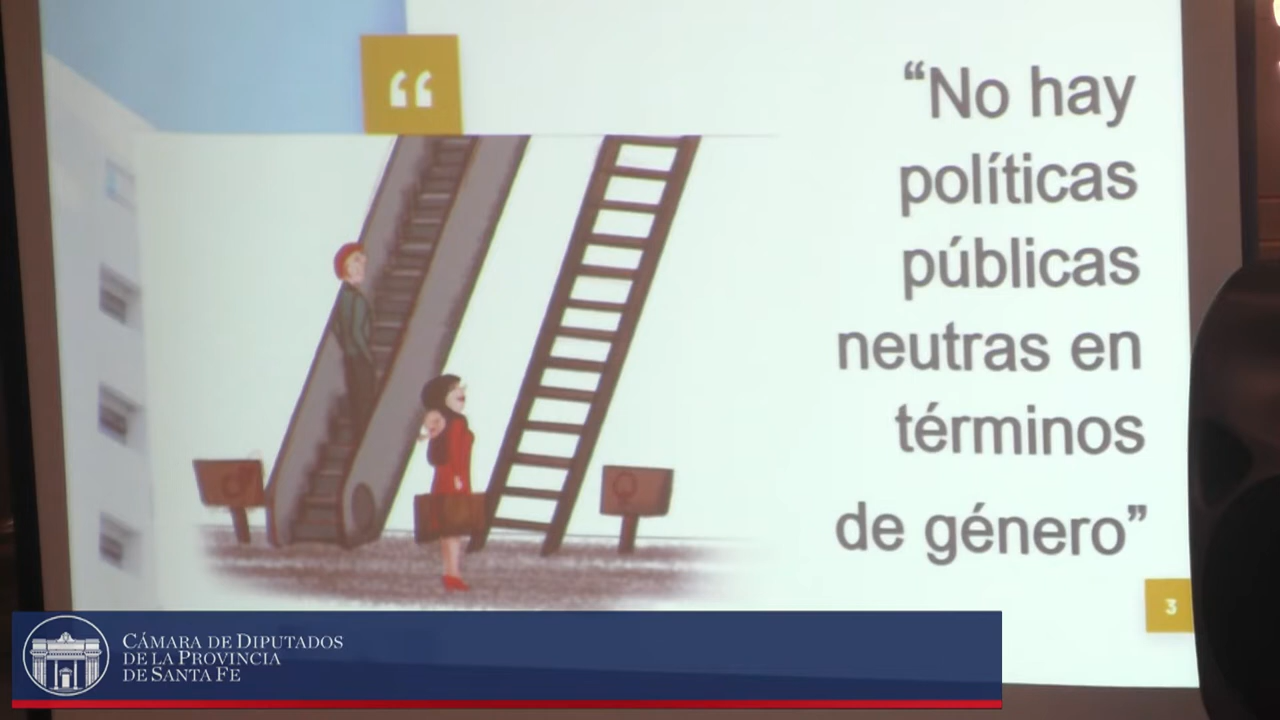 “
“No hay
políticas
públicas
neutras en
términos
de género”
3
CÁMARA DE DIPUTADOS
DE LA PROVINCIA
DE SANTA FE